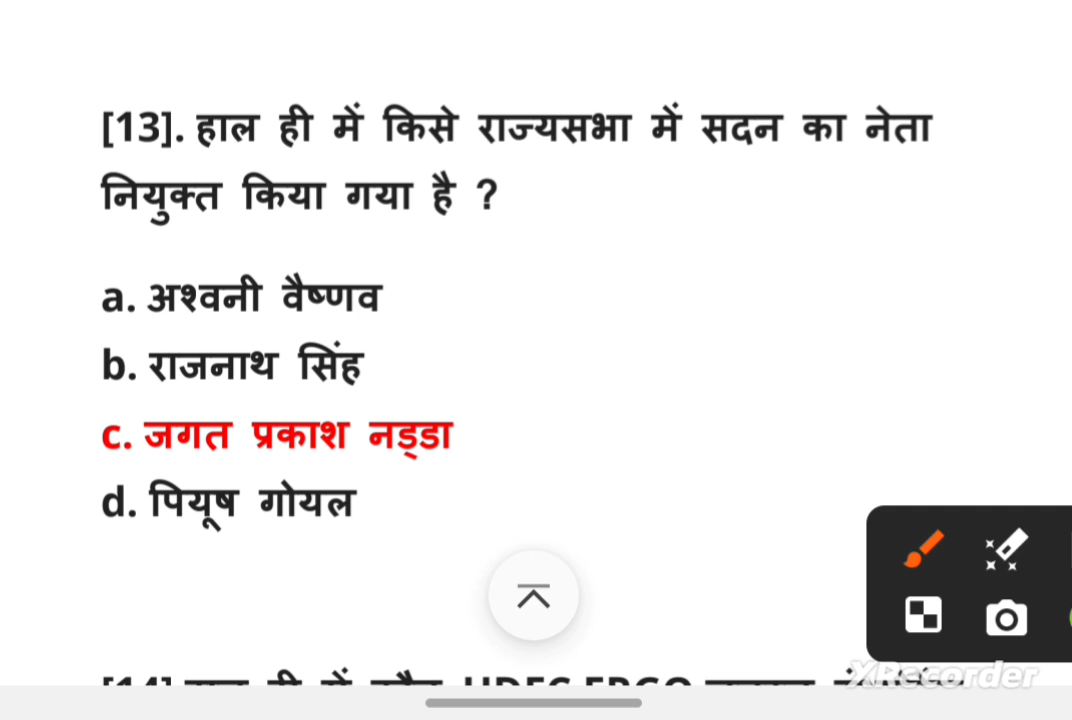 [13]. हाल ही में किसे राज्यसभा में सदन का नेता
नियुक्त किया गया है ?
a. अश्वनी वैष्णव
b. राजनाथ सिंह
c. जगत प्रकाश नड्डा
d. पियूष गोयल
XRecorder